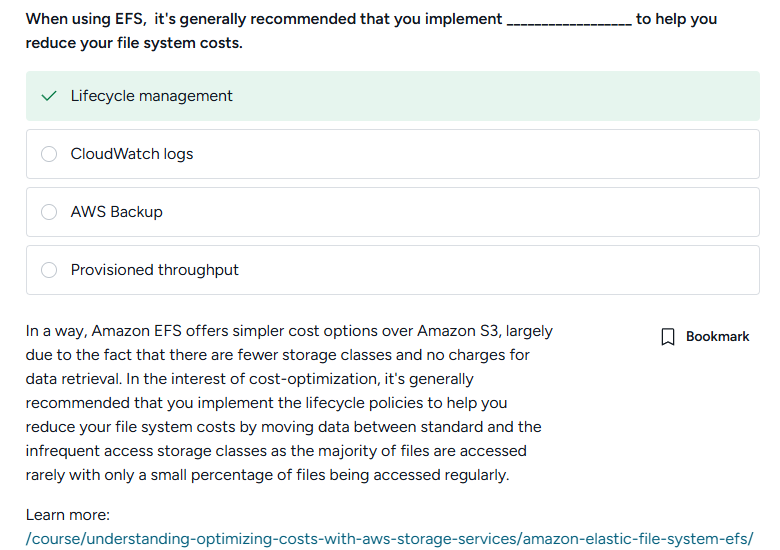 When using EFS,  it's generally recommended that you implement __________________ to help you
reduce your file system costs.
Lifecycle management
CloudWatch logs
AWS Backup
Provisioned throughput
In a way, Amazon EFS offers simpler cost options over Amazon S3, largely
due to the fact that there are fewer storage classes and no charges for
data retrieval. In the interest of cost-optimization, it's generally
recommended that you implement the lifecycle policies to help you
reduce your file system costs by moving data between standard and the
infrequent access storage classes as the majority of files are accessed
rarely with only a small percentage of files being accessed regularly.
Bookmark
Learn more:
/course/understanding-optimizing-costs-with-aws-storage-services/amazon-elastic-file-system-efs/